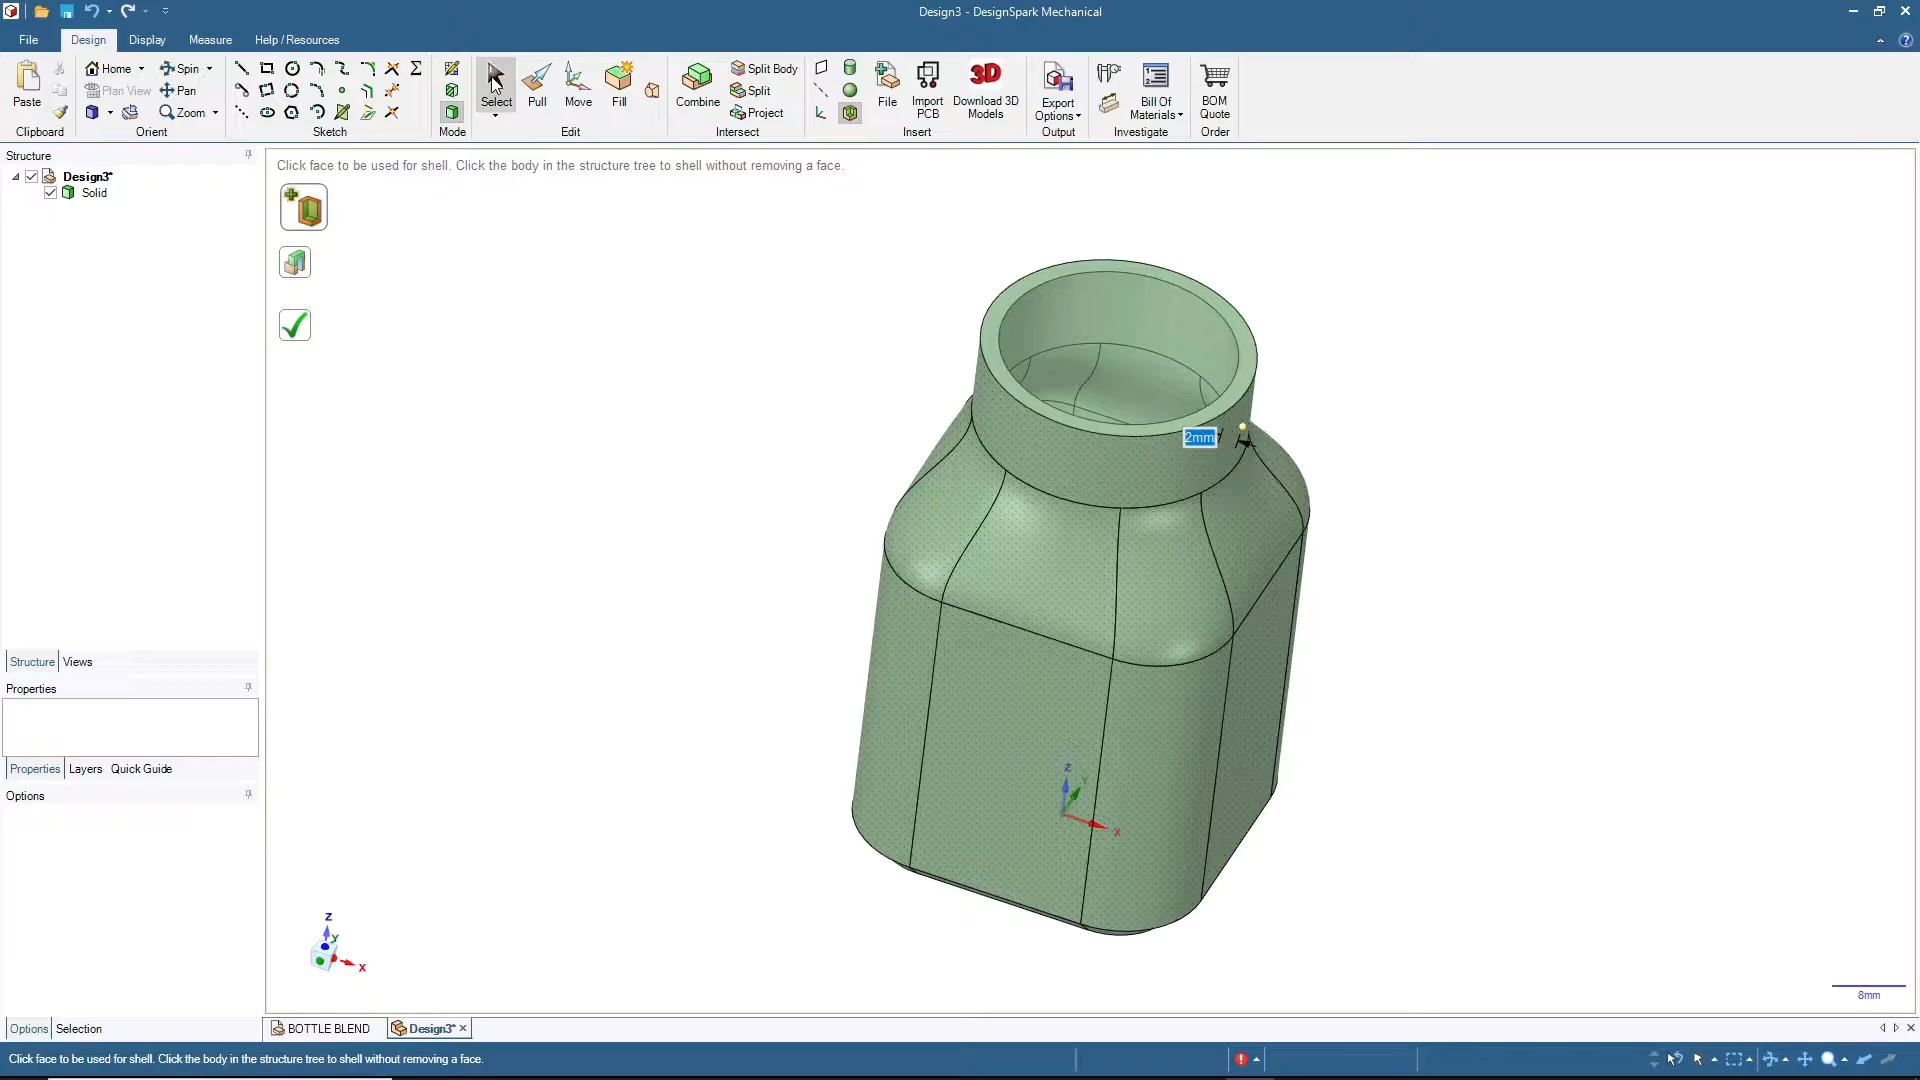 Design3 - DesignSpark Mechanical
File Design Display Measure Help / Resources
Paste
Clipboard
Home Spin
Plan View Pan
Zoom
Orient
Sketch
Mode
Select Pull Move Fill
Edit
Combine
Split Body
Split
Project
Intersect
File
Import PCB
3D
Download 3D Models
Insert
Export Options
Output
Bill Of Materials
Investigate
BOM Quote
Order
Structure
Design3*
Solid
Click face to be used for shell. Click the body in the structure tree to shell without removing a face.
2mm
Z
Y
X
Z
Y
X
8mm
Structure Views
Properties
Properties Layers Quick Guide
Options
Options Selection
BOTTLE BLEND Design3*
Click face to be used for shell. Click the body in the structure tree to shell without removing a face.